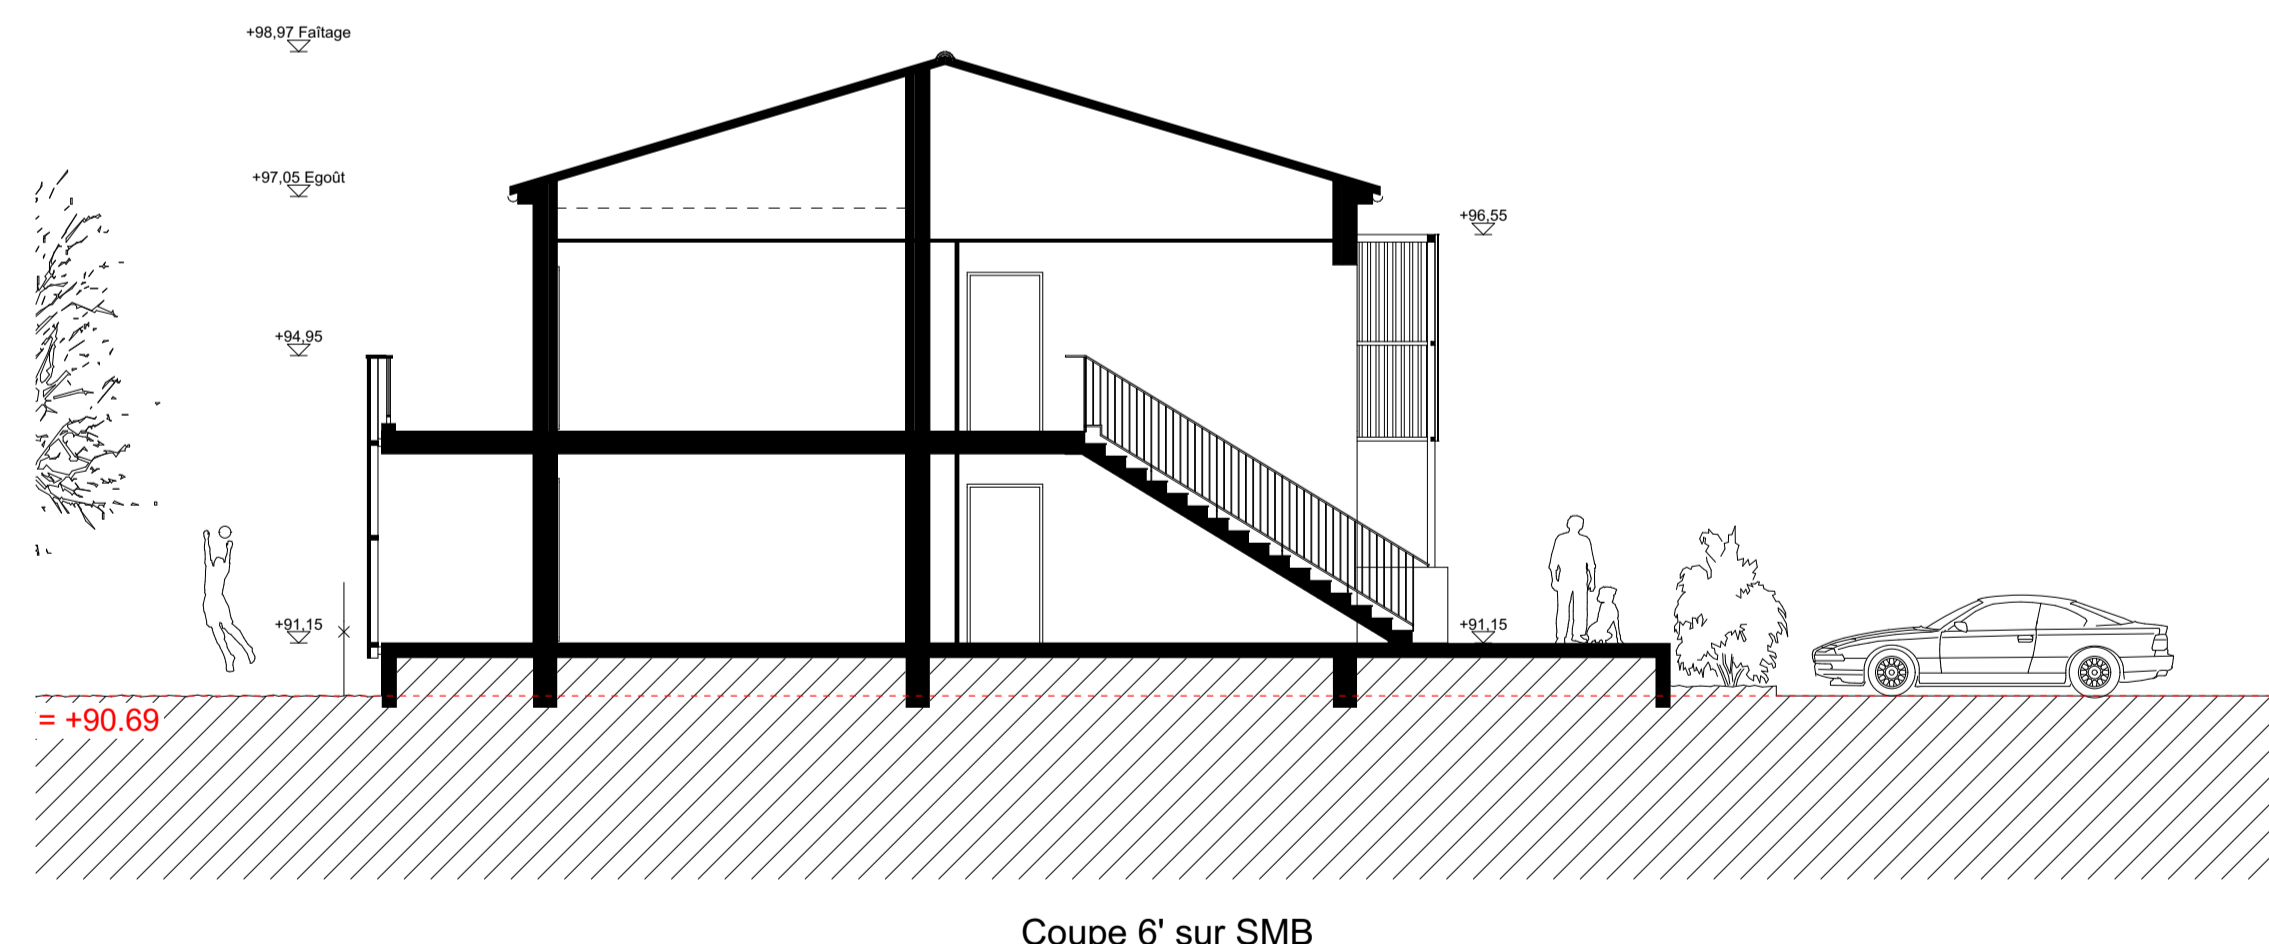 +98,97 Faîtage
+97,05 Egoût
+96,55
+94,95
+91,15
+91,15
= +90.69
Coupe 6' sur SMB